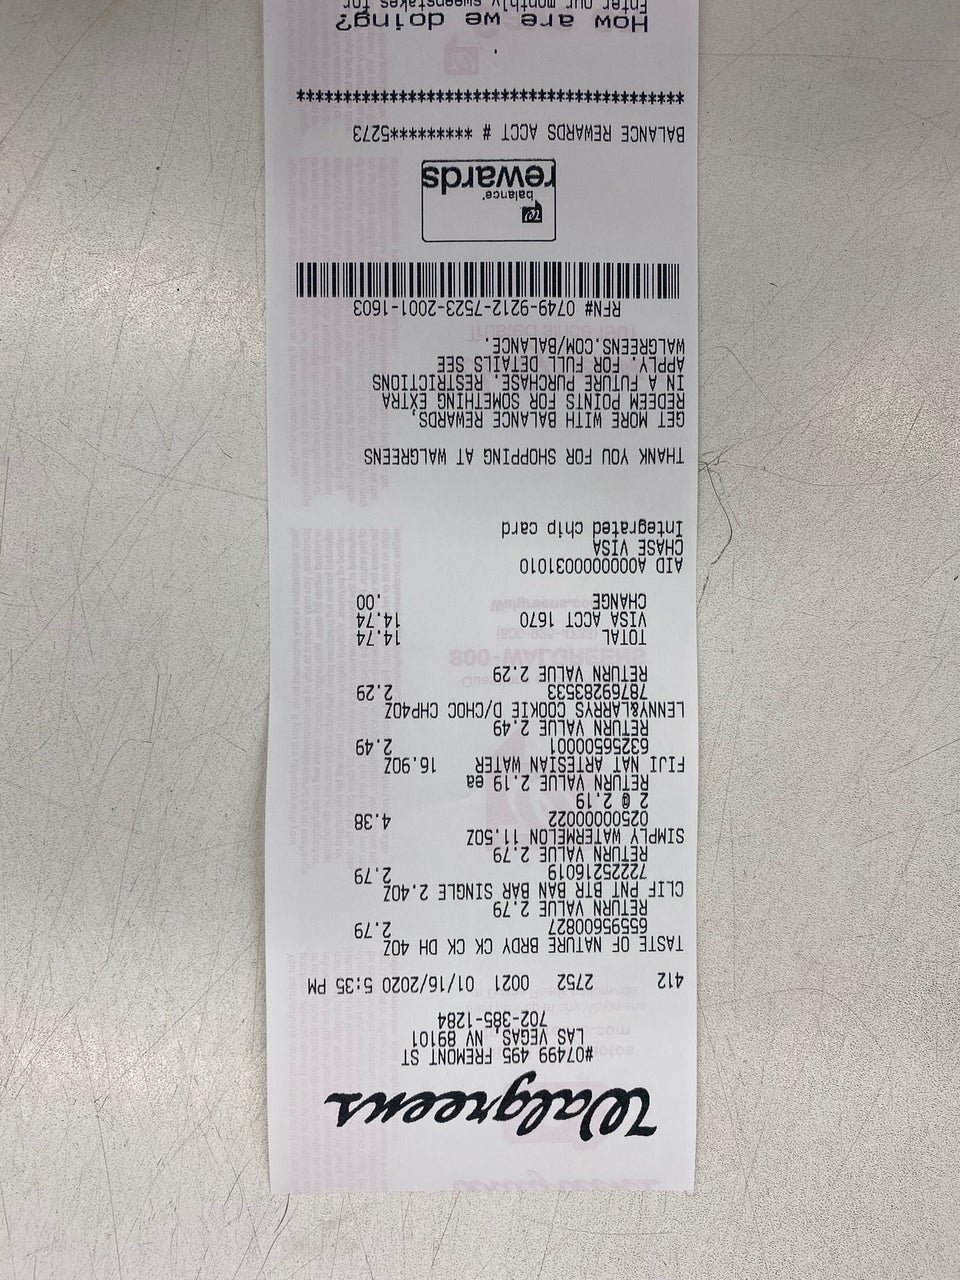 Walgreens
#07499 495 FREMONT ST
LAS VEGAS, NV 89101
702-385-1284
412 2752 0021 01/16/2020 5:35 PM
TASTE OF NATURE BRDY CK CK DH 4OZ
65595600827 2.79
RETURN VALUE 2.79
CLIF PNT BTR BAN BAR SINGLE 2.4OZ
72225216019 2.79
RETURN VALUE 2.79
SIMPLY WATERMELON 11.5OZ
02500000022 4.38
2 @ 2.19
RETURN VALUE 2.19 ea
FIJI NAT ARTESIAN WATER 16.9OZ
63256500001 2.49
RETURN VALUE 2.49
LENNY&LARRYS COOKIE D/CHOC CHP4OZ
78769283533 2.29
RETURN VALUE 2.29
TOTAL 14.74
VISA ACCT 1670 14.74
CHANGE .00
AID A0000000031010
CHASE VISA
Integrated chip card
THANK YOU FOR SHOPPING AT WALGREENS
GET MORE WITH BALANCE REWARDS,
REDEEM POINTS FOR SOMETHING EXTRA
IN A FUTURE PURCHASE. RESTRICTIONS
APPLY. FOR FULL DETAILS SEE
WALGREENS.COM/BALANCE.
RFN# 0749-9212-7523-2001-1603
balance
rewards
BALANCE REWARDS ACCT # **********5273
******************************************
How are we doing?
Enter our monthly sweepstakes for